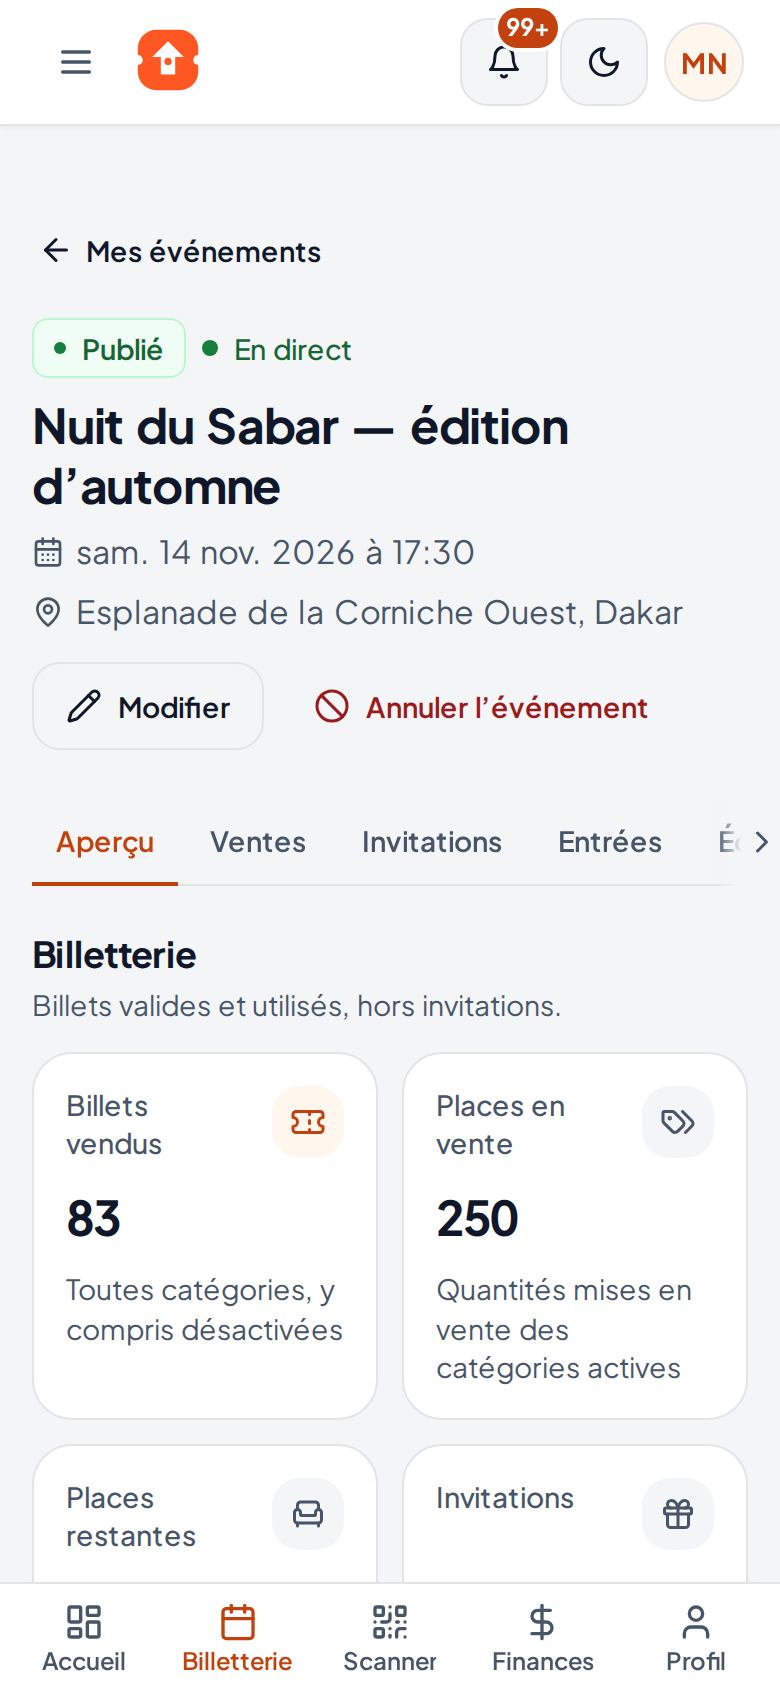 99+
MN
Mes événements
Publié
En direct
Nuit du Sabar — édition
d’automne
sam. 14 nov. 2026 à 17:30
Esplanade de la Corniche Ouest, Dakar
Modifier
Annuler l’événement
Aperçu Ventes Invitations Entrées
Billetterie
Billets valides et utilisés, hors invitations.
Billets
vendus
83
Toutes catégories, y
compris désactivées
Places en
vente
250
Quantités mises en
vente des
catégories actives
Places
restantes
Invitations
Accueil Billetterie Scanner Finances Profil